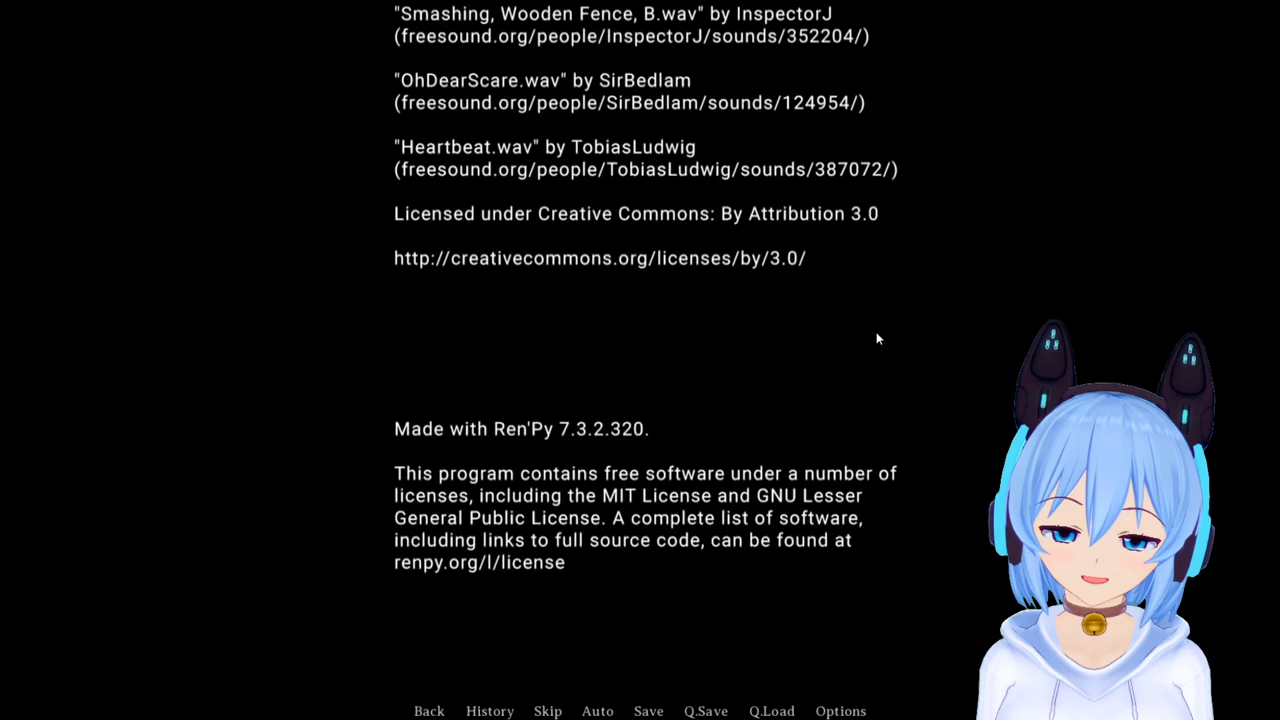 "Smashing, Wooden Fence, B.wav" by InspectorJ
(freesound.org/people/InspectorJ/sounds/352204/)
"OhDearScare.wav" by SirBedlam
(freesound.org/people/SirBedlam/sounds/124954/)
"Heartbeat.wav" by TobiasLudwig
(freesound.org/people/TobiasLudwig/sounds/387072/)
Licensed under Creative Commons: By Attribution 3.0
http://creativecommons.org/licenses/by/3.0/
Made with Ren'Py 7.3.2.320.
This program contains free software under a number of
licenses, including the MIT License and GNU Lesser
General Public License. A complete list of software,
including links to full source code, can be found at
renpy.org/l/license
Back History Skip Auto Save Q.Save Q.Load Options